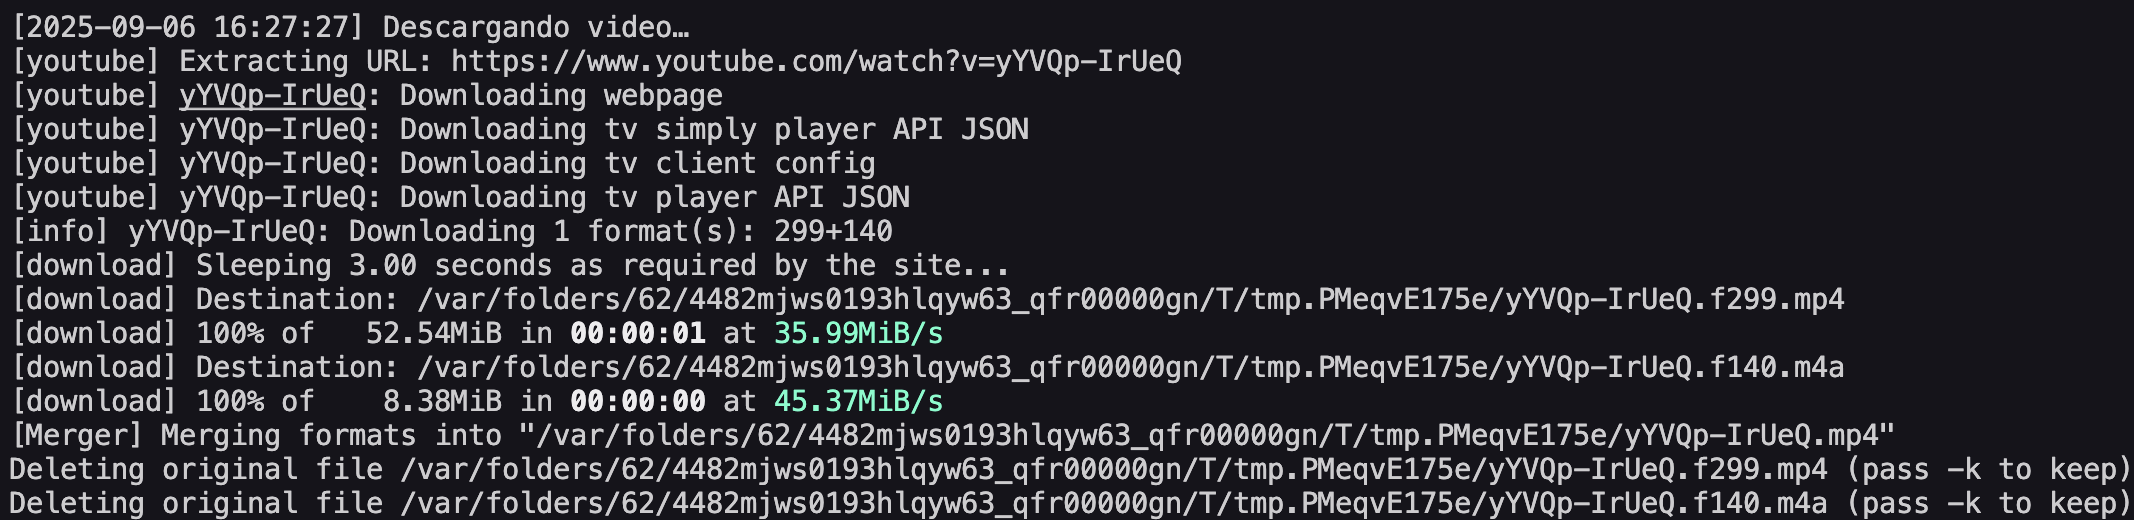 [2025-09-06 16:27:27] Descargando video…
[youtube] Extracting URL: https://www.youtube.com/watch?v=yYVQp-IrUeQ
[youtube] yYVQp-IrUeQ: Downloading webpage
[youtube] yYVQp-IrUeQ: Downloading tv simply player API JSON
[youtube] yYVQp-IrUeQ: Downloading tv client config
[youtube] yYVQp-IrUeQ: Downloading tv player API JSON
[info] yYVQp-IrUeQ: Downloading 1 format(s): 299+140
[download] Sleeping 3.00 seconds as required by the site...
[download] Destination: /var/folders/62/4482mjws0193hlqyw63_qfr00000gn/T/tmp.PMeqvE175e/yYVQp-IrUeQ.f299.mp4
[download] 100% of   52.54MiB in 00:00:01 at 35.99MiB/s
[download] Destination: /var/folders/62/4482mjws0193hlqyw63_qfr00000gn/T/tmp.PMeqvE175e/yYVQp-IrUeQ.f140.m4a
[download] 100% of    8.38MiB in 00:00:00 at 45.37MiB/s
[Merger] Merging formats into "/var/folders/62/4482mjws0193hlqyw63_qfr00000gn/T/tmp.PMeqvE175e/yYVQp-IrUeQ.mp4"
Deleting original file /var/folders/62/4482mjws0193hlqyw63_qfr00000gn/T/tmp.PMeqvE175e/yYVQp-IrUeQ.f299.mp4 (pass -k to keep)
Deleting original file /var/folders/62/4482mjws0193hlqyw63_qfr00000gn/T/tmp.PMeqvE175e/yYVQp-IrUeQ.f140.m4a (pass -k to keep)